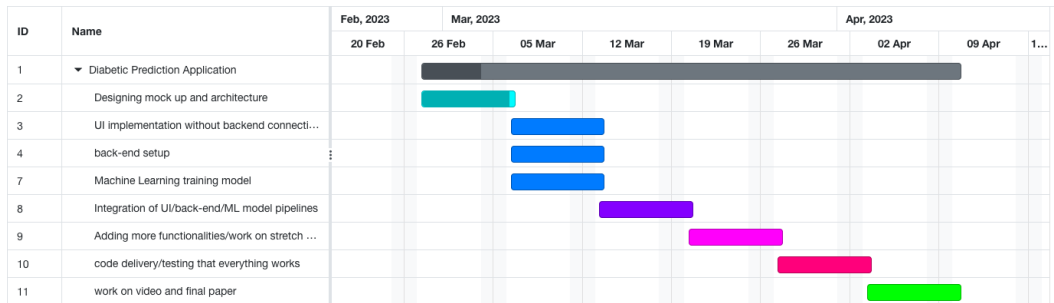 ID Name Feb, 2023 Mar, 2023 Apr, 2023
20 Feb 26 Feb 05 Mar 12 Mar 19 Mar 26 Mar 02 Apr 09 Apr 1...
1 Diabetic Prediction Application
2 Designing mock up and architecture
3 UI implementation without backend connecti...
4 back-end setup
7 Machine Learning training model
8 Integration of UI/back-end/ML model pipelines
9 Adding more functionalities/work on stretch ...
10 code delivery/testing that everything works
11 work on video and final paper